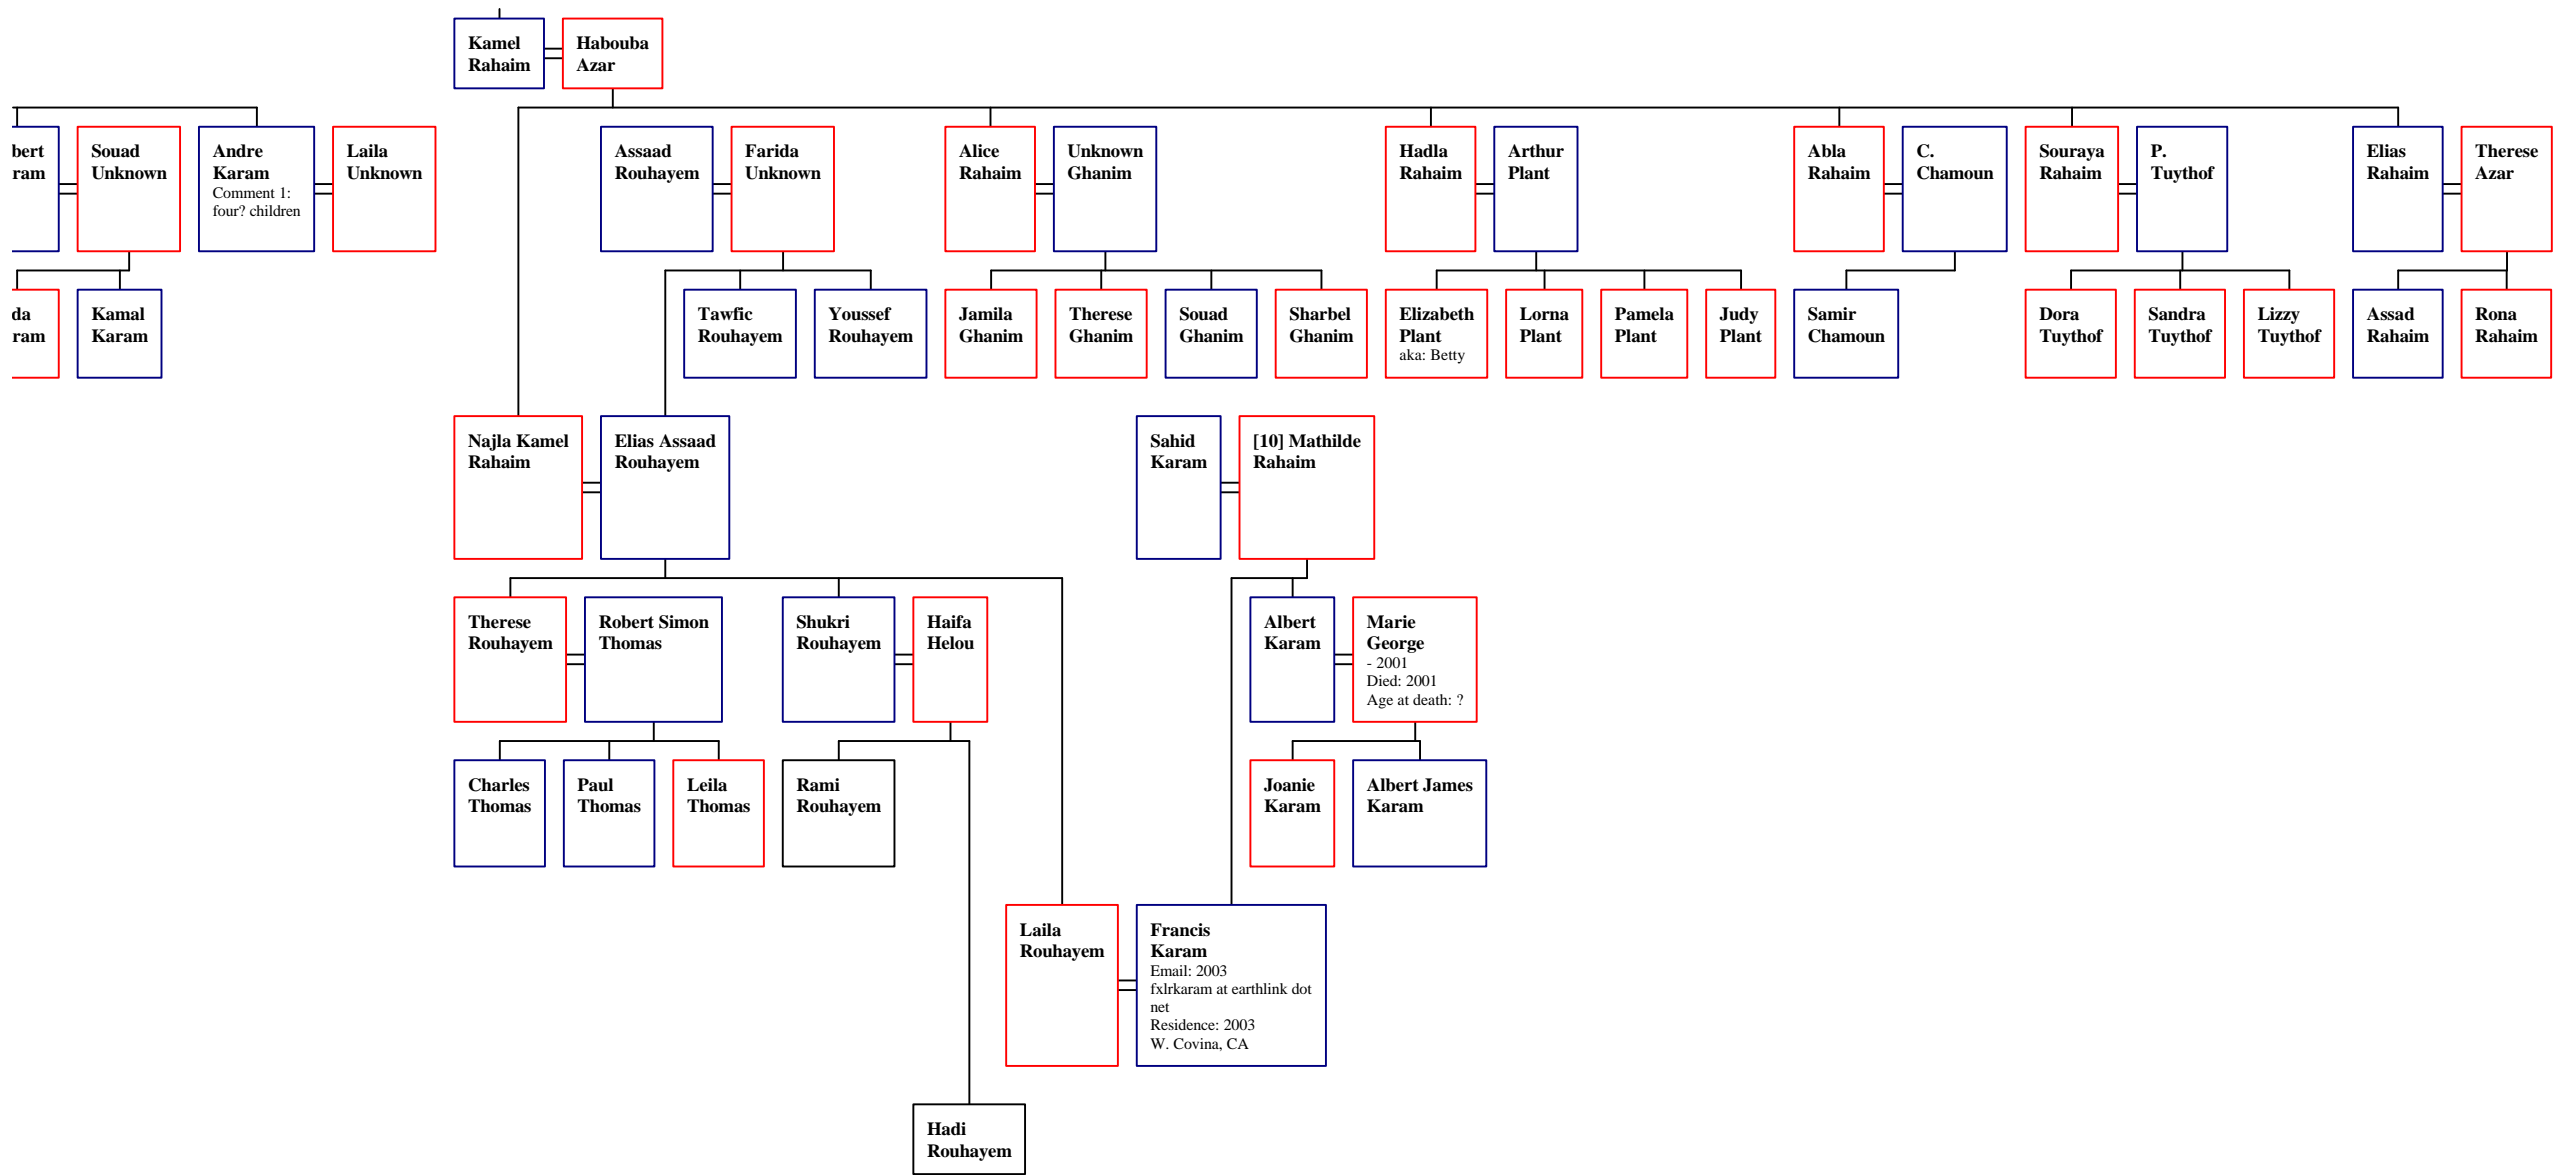 Kamel
Rahaim
Habouba
Azar
Souad
Unknown
Andre
Karam
Comment 1:
four? children
Laila
Unknown
Assaad
Rouhayem
Farida
Unknown
Alice
Rahaim
Unknown
Ghanim
Hadla
Rahaim
Arthur
Plant
Abla
Rahaim
C.
Chamoun
Souraya
Rahaim
P.
Tuythof
Elias
Rahaim
Therese
Azar
Kamal
Karam
Tawfic
Rouhayem
Youssef
Rouhayem
Jamila
Ghanim
Therese
Ghanim
Souad
Ghanim
Sharbel
Ghanim
Elizabeth
Plant
aka: Betty
Lorna
Plant
Pamela
Plant
Judy
Plant
Samir
Chamoun
Dora
Tuythof
Sandra
Tuythof
Lizzy
Tuythof
Assad
Rahaim
Rona
Rahaim
Najla Kamel
Rahaim
Elias Assaad
Rouhayem
Sahid
Karam
[10] Mathilde
Rahaim
Therese
Rouhayem
Robert Simon
Thomas
Shukri
Rouhayem
Haifa
Helou
Albert
Karam
Marie
George
- 2001
Died: 2001
Age at death: ?
Charles
Thomas
Paul
Thomas
Leila
Thomas
Rami
Rouhayem
Joanie
Karam
Albert James
Karam
Laila
Rouhayem
Francis
Karam
Email: 2003
fxlrkaram at earthlink dot
net
Residence: 2003
W. Covina, CA
Hadi
Rouhayem